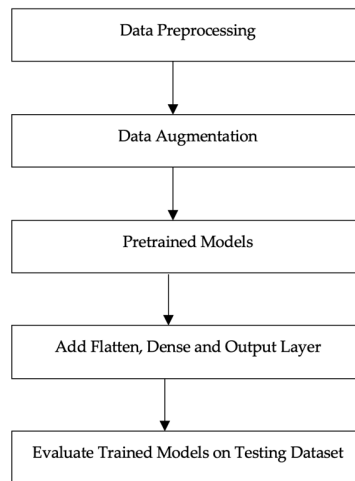 Data Preprocessing
Data Augmentation
Pretrained Models
Add Flatten, Dense and Output Layer
Evaluate Trained Models on Testing Dataset